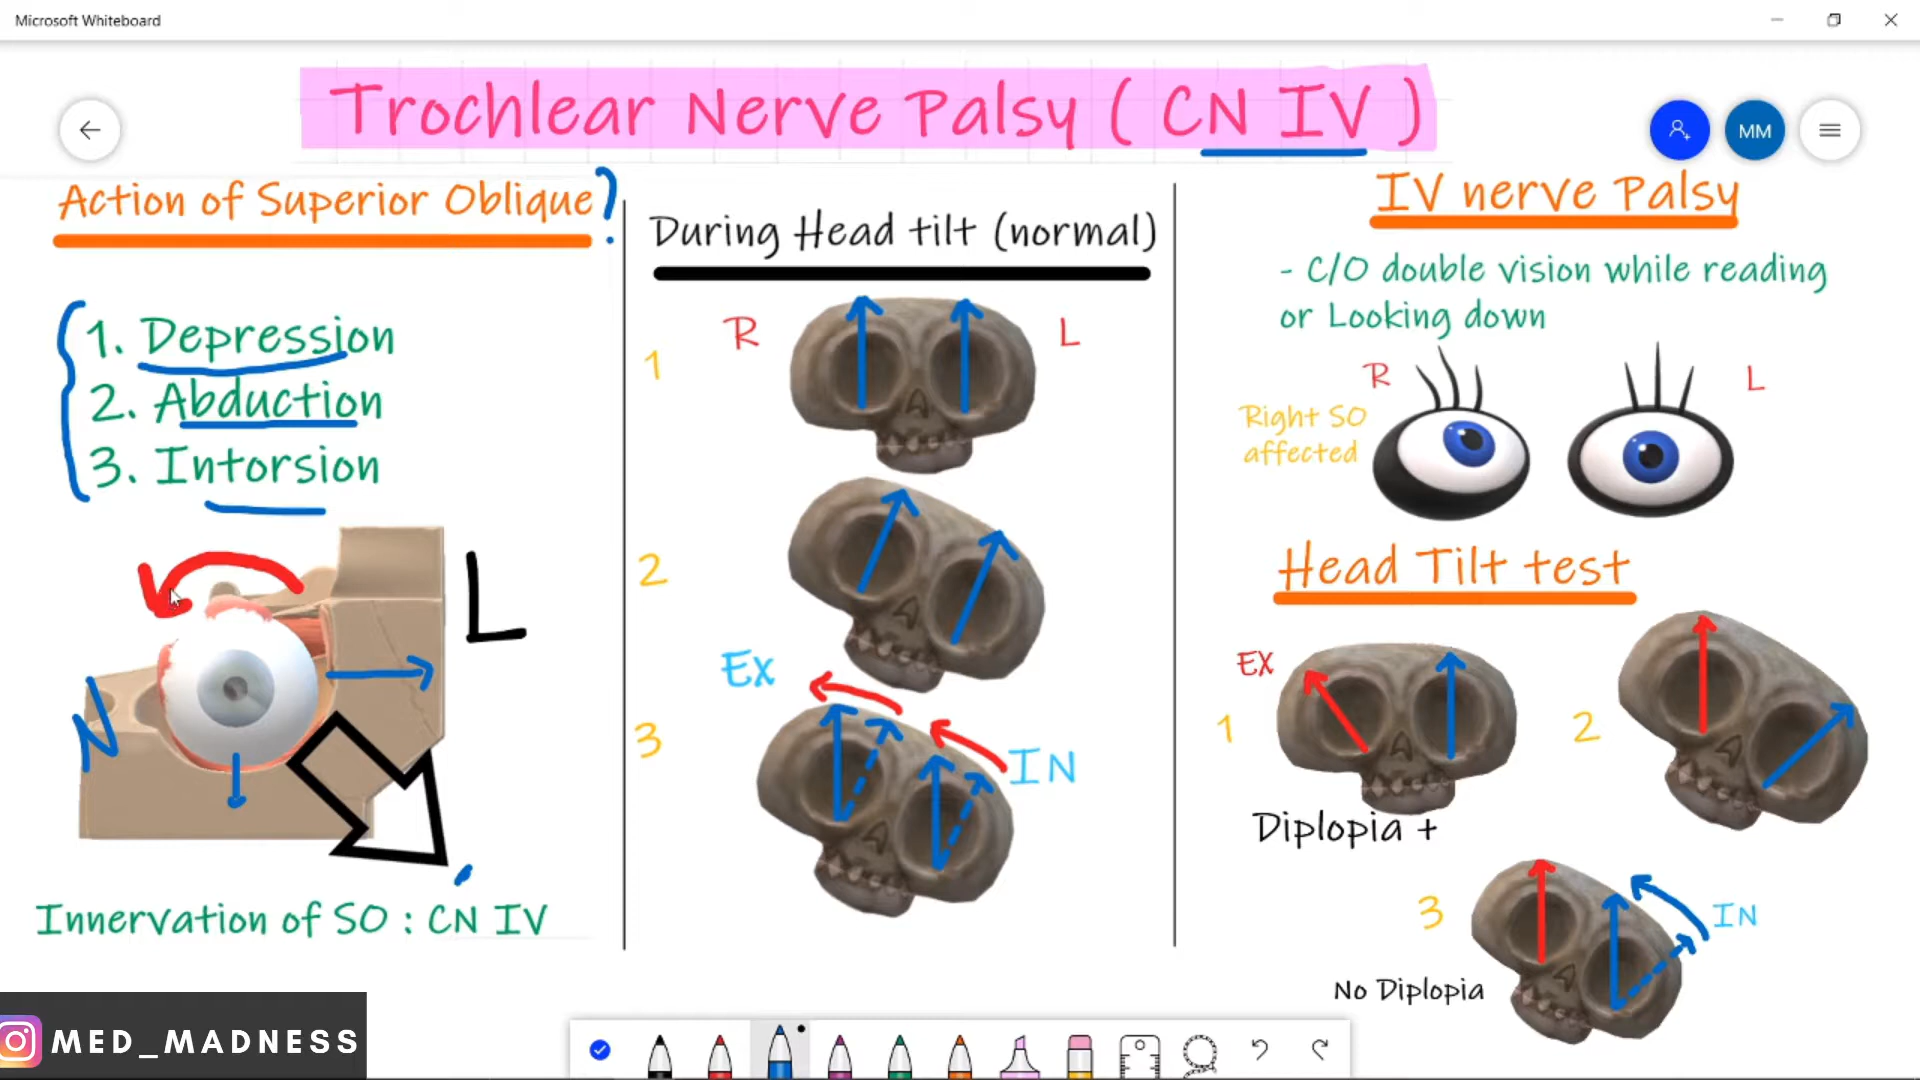 Microsoft Whiteboard
Trochlear Nerve Palsy ( CN IV )
MM
Action of Superior Oblique?
1. Depression
2. Abduction
3. Intorsion
L
N
Innervation of SO : CN IV
MED_MADNESS
During Head tilt (normal)
R
L
1
2
Ex
3
IN
IV nerve Palsy
- C/O double vision while reading
or Looking down
R
L
Right SO
affected
Head Tilt test
EX
1
2
Diplopia +
3
IN
No Diplopia